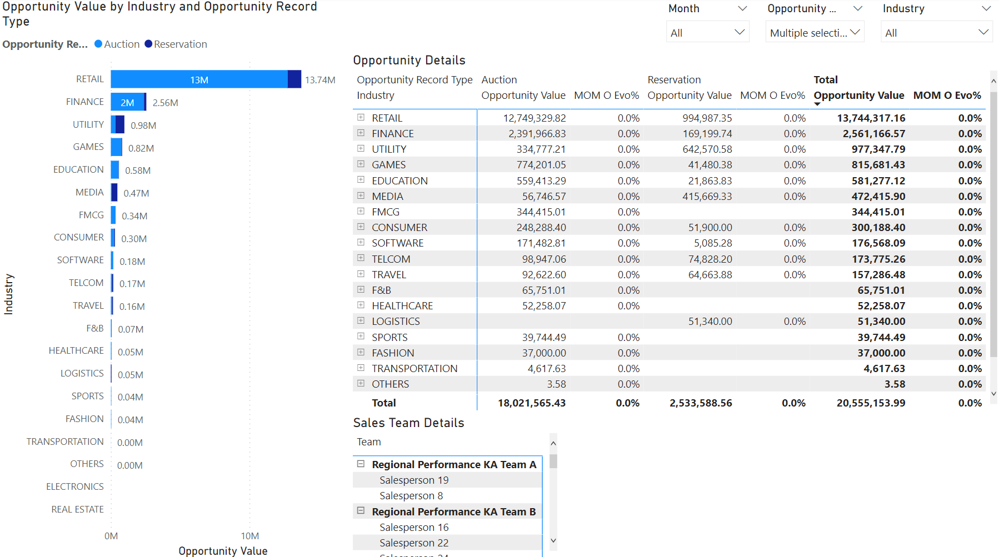 Opportunity Value by Industry and Opportunity Record
Type
Opportunity Re... Auction Reservation
RETAIL 13M 13.74M
FINANCE 2M 2.56M
UTILITY 0.98M
GAMES 0.82M
EDUCATION 0.58M
MEDIA 0.47M
FMCG 0.34M
CONSUMER 0.30M
SOFTWARE 0.18M
TELCOM 0.17M
TRAVEL 0.16M
F&B 0.07M
HEALTHCARE 0.05M
LOGISTICS 0.05M
SPORTS 0.04M
FASHION 0.04M
TRANSPORTATION 0.00M
OTHERS 0.00M
ELECTRONICS
REAL ESTATE
Industry
0M 10M
Opportunity Value
Month Opportunity ... Industry
All Multiple selecti... All
Opportunity Details
Opportunity Record Type Auction Reservation Total
Industry Opportunity Value MOM O Evo% Opportunity Value MOM O Evo% Opportunity Value MOM O Evo%
RETAIL 12,749,329.82 0.0% 994,987.35 0.0% 13,744,317.16 0.0%
FINANCE 2,391,966.83 0.0% 169,199.74 0.0% 2,561,166.57 0.0%
UTILITY 334,777.21 0.0% 642,570.58 0.0% 977,347.79 0.0%
GAMES 774,201.05 0.0% 41,480.38 0.0% 815,681.43 0.0%
EDUCATION 559,413.29 0.0% 21,863.83 0.0% 581,277.12 0.0%
MEDIA 56,746.57 0.0% 415,669.33 0.0% 472,415.90 0.0%
FMCG 344,415.01 0.0% 344,415.01 0.0%
CONSUMER 248,288.40 0.0% 51,900.00 0.0% 300,188.40 0.0%
SOFTWARE 171,482.81 0.0% 5,085.28 0.0% 176,568.09 0.0%
TELCOM 98,947.06 0.0% 74,828.20 0.0% 173,775.26 0.0%
TRAVEL 92,622.60 0.0% 64,663.88 0.0% 157,286.48 0.0%
F&B 65,751.01 0.0% 65,751.01 0.0%
HEALTHCARE 52,258.07 0.0% 52,258.07 0.0%
LOGISTICS 51,340.00 0.0% 51,340.00 0.0%
SPORTS 39,744.49 0.0% 39,744.49 0.0%
FASHION 37,000.00 0.0% 37,000.00 0.0%
TRANSPORTATION 4,617.63 0.0% 4,617.63 0.0%
OTHERS 3.58 0.0% 3.58 0.0%
Total 18,021,565.43 0.0% 2,533,588.56 0.0% 20,555,153.99 0.0%
Sales Team Details
Team
Regional Performance KA Team A
Salesperson 19
Salesperson 8
Regional Performance KA Team B
Salesperson 16
Salesperson 22